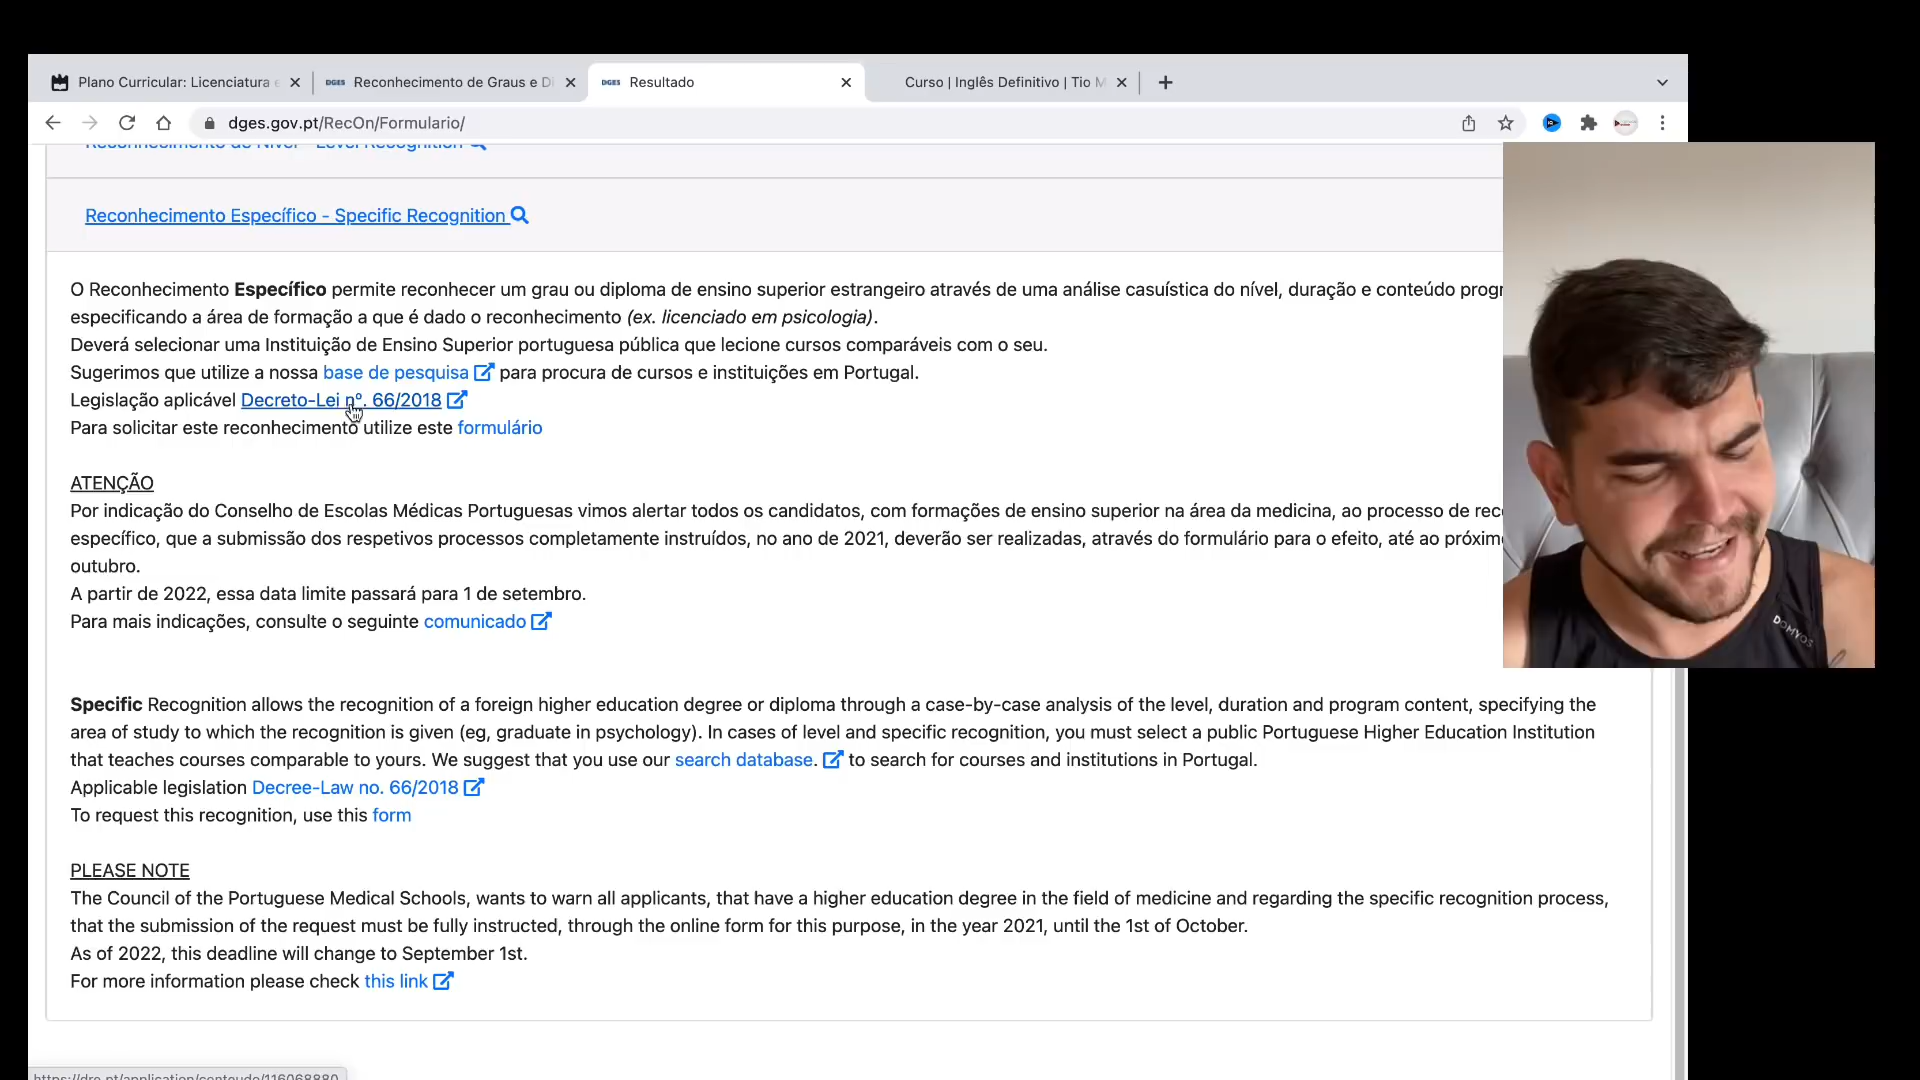 Plano Curricular: Licenciatura e
DGES Reconhecimento de Graus e Di
DGES Resultado
Curso | Inglês Definitivo | Tio M
dges.gov.pt/RecOn/Formulario/
Reconhecimento de Nível - Level Recognition
Reconhecimento Específico - Specific Recognition
O Reconhecimento Específico permite reconhecer um grau ou diploma de ensino superior estrangeiro através de uma análise casuística do nível, duração e conteúdo progr
especificando a área de formação a que é dado o reconhecimento (ex. licenciado em psicologia).
Deverá selecionar uma Instituição de Ensino Superior portuguesa pública que lecione cursos comparáveis com o seu.
Sugerimos que utilize a nossa base de pesquisa para procura de cursos e instituições em Portugal.
Legislação aplicável Decreto-Lei nº. 66/2018
Para solicitar este reconhecimento utilize este formulário
ATENÇÃO
Por indicação do Conselho de Escolas Médicas Portuguesas vimos alertar todos os candidatos, com formações de ensino superior na área da medicina, ao processo de rec
específico, que a submissão dos respetivos processos completamente instruídos, no ano de 2021, deverão ser realizadas, através do formulário para o efeito, até ao próxim
outubro.
A partir de 2022, essa data limite passará para 1 de setembro.
Para mais indicações, consulte o seguinte comunicado
DOMYOS
Specific Recognition allows the recognition of a foreign higher education degree or diploma through a case-by-case analysis of the level, duration and program content, specifying the
area of study to which the recognition is given (eg, graduate in psychology). In cases of level and specific recognition, you must select a public Portuguese Higher Education Institution
that teaches courses comparable to yours. We suggest that you use our search database. to search for courses and institutions in Portugal.
Applicable legislation Decree-Law no. 66/2018
To request this recognition, use this form
PLEASE NOTE
The Council of the Portuguese Medical Schools, wants to warn all applicants, that have a higher education degree in the field of medicine and regarding the specific recognition process,
that the submission of the request must be fully instructed, through the online form for this purpose, in the year 2021, until the 1st of October.
As of 2022, this deadline will change to September 1st.
For more information please check this link
https://dre.pt/application/conteudo/116068880